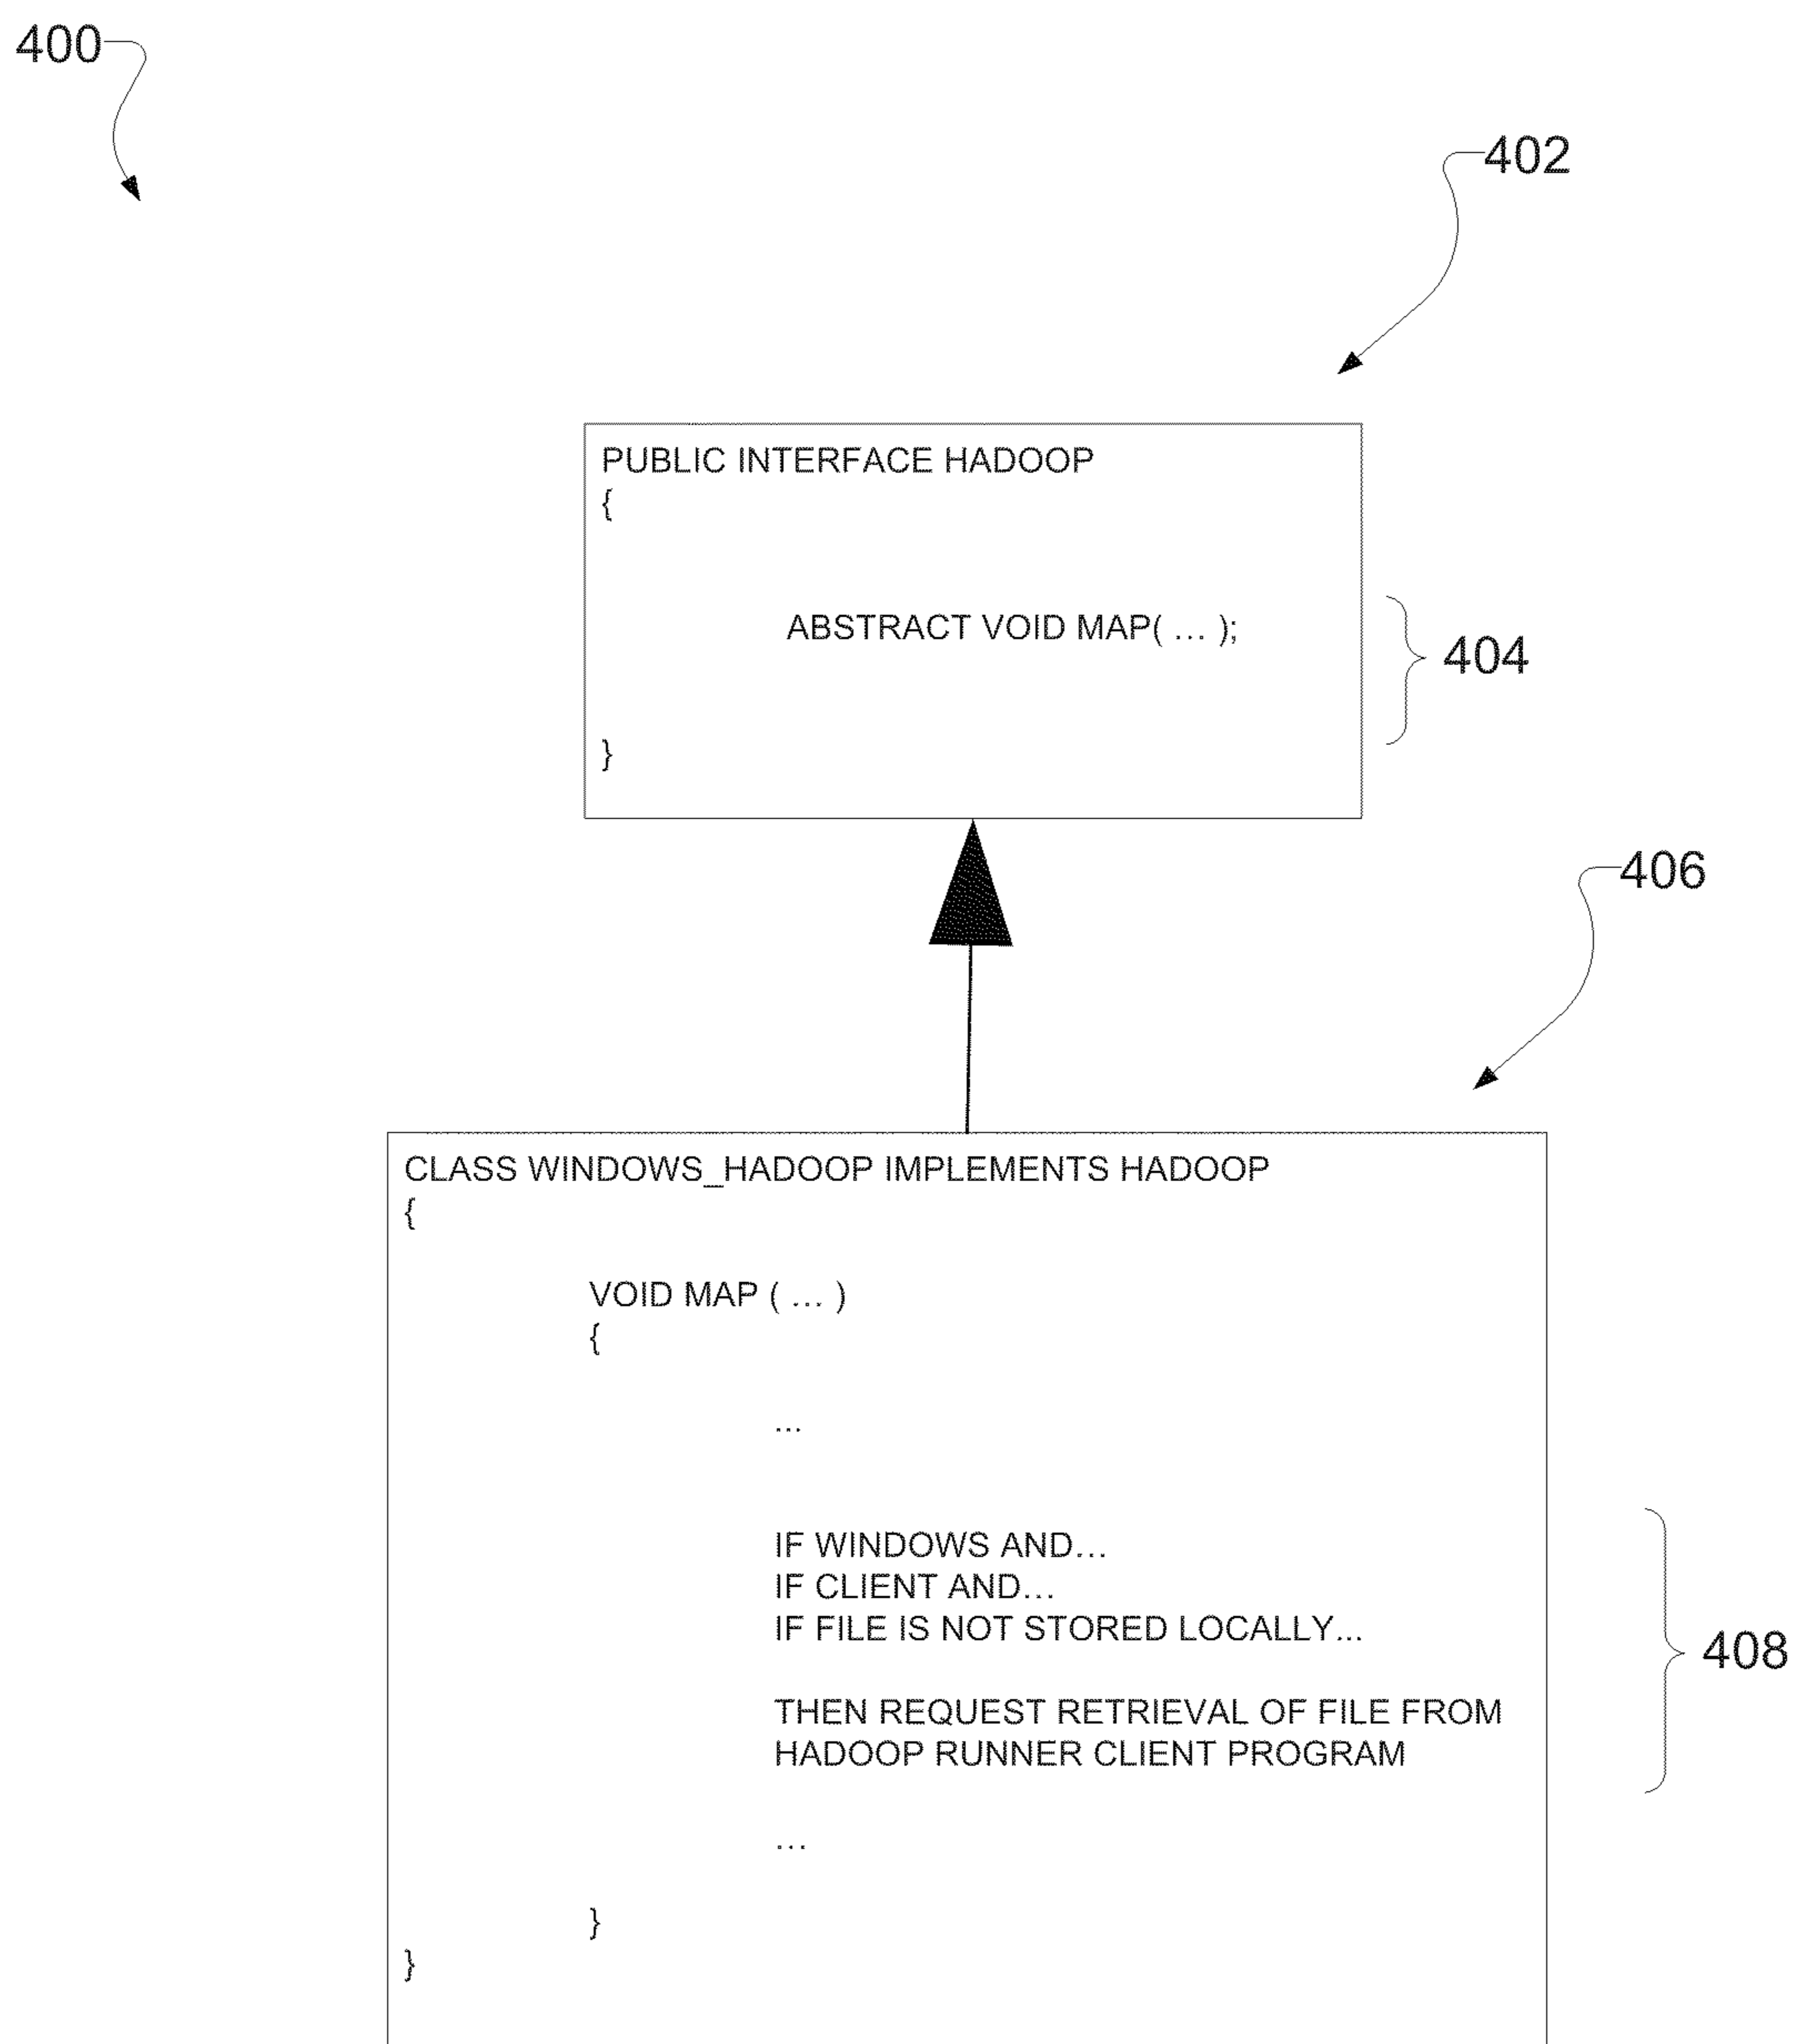 400
402
PUBLIC INTERFACE HADOOP
{
ABSTRACT VOID MAP( ... );
404
}
406
CLASS WINDOWS_HADOOP IMPLEMENTS HADOOP
{
VOID MAP ( ... )
{
...
IF WINDOWS AND...
IF CLIENT AND...
IF FILE IS NOT STORED LOCALLY...
408
THEN REQUEST RETRIEVAL OF FILE FROM
HADOOP RUNNER CLIENT PROGRAM
...
}
}